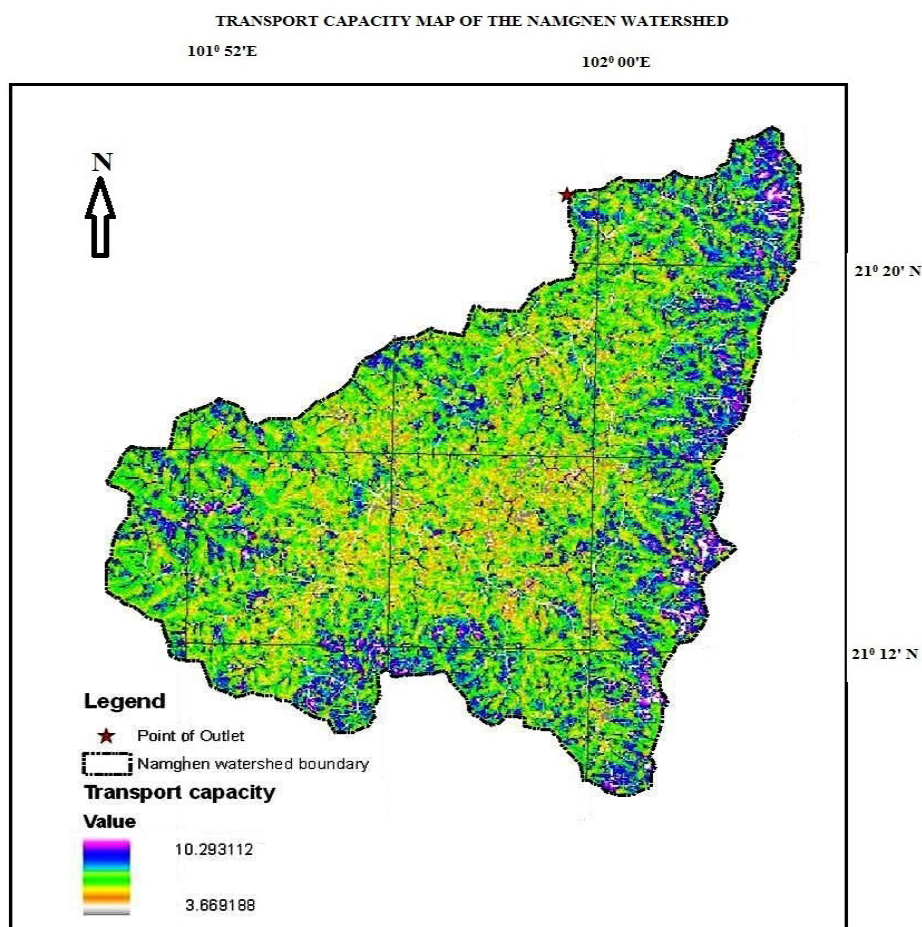 TRANSPORT CAPACITY MAP OF THE NAMGNEN WATERSHED
101⁰ 52'E
102⁰ 00'E
N
21⁰ 20' N
21⁰ 12' N
Legend
Point of Outlet
Namghen watershed boundary
Transport capacity
Value
10.293112
3.669188